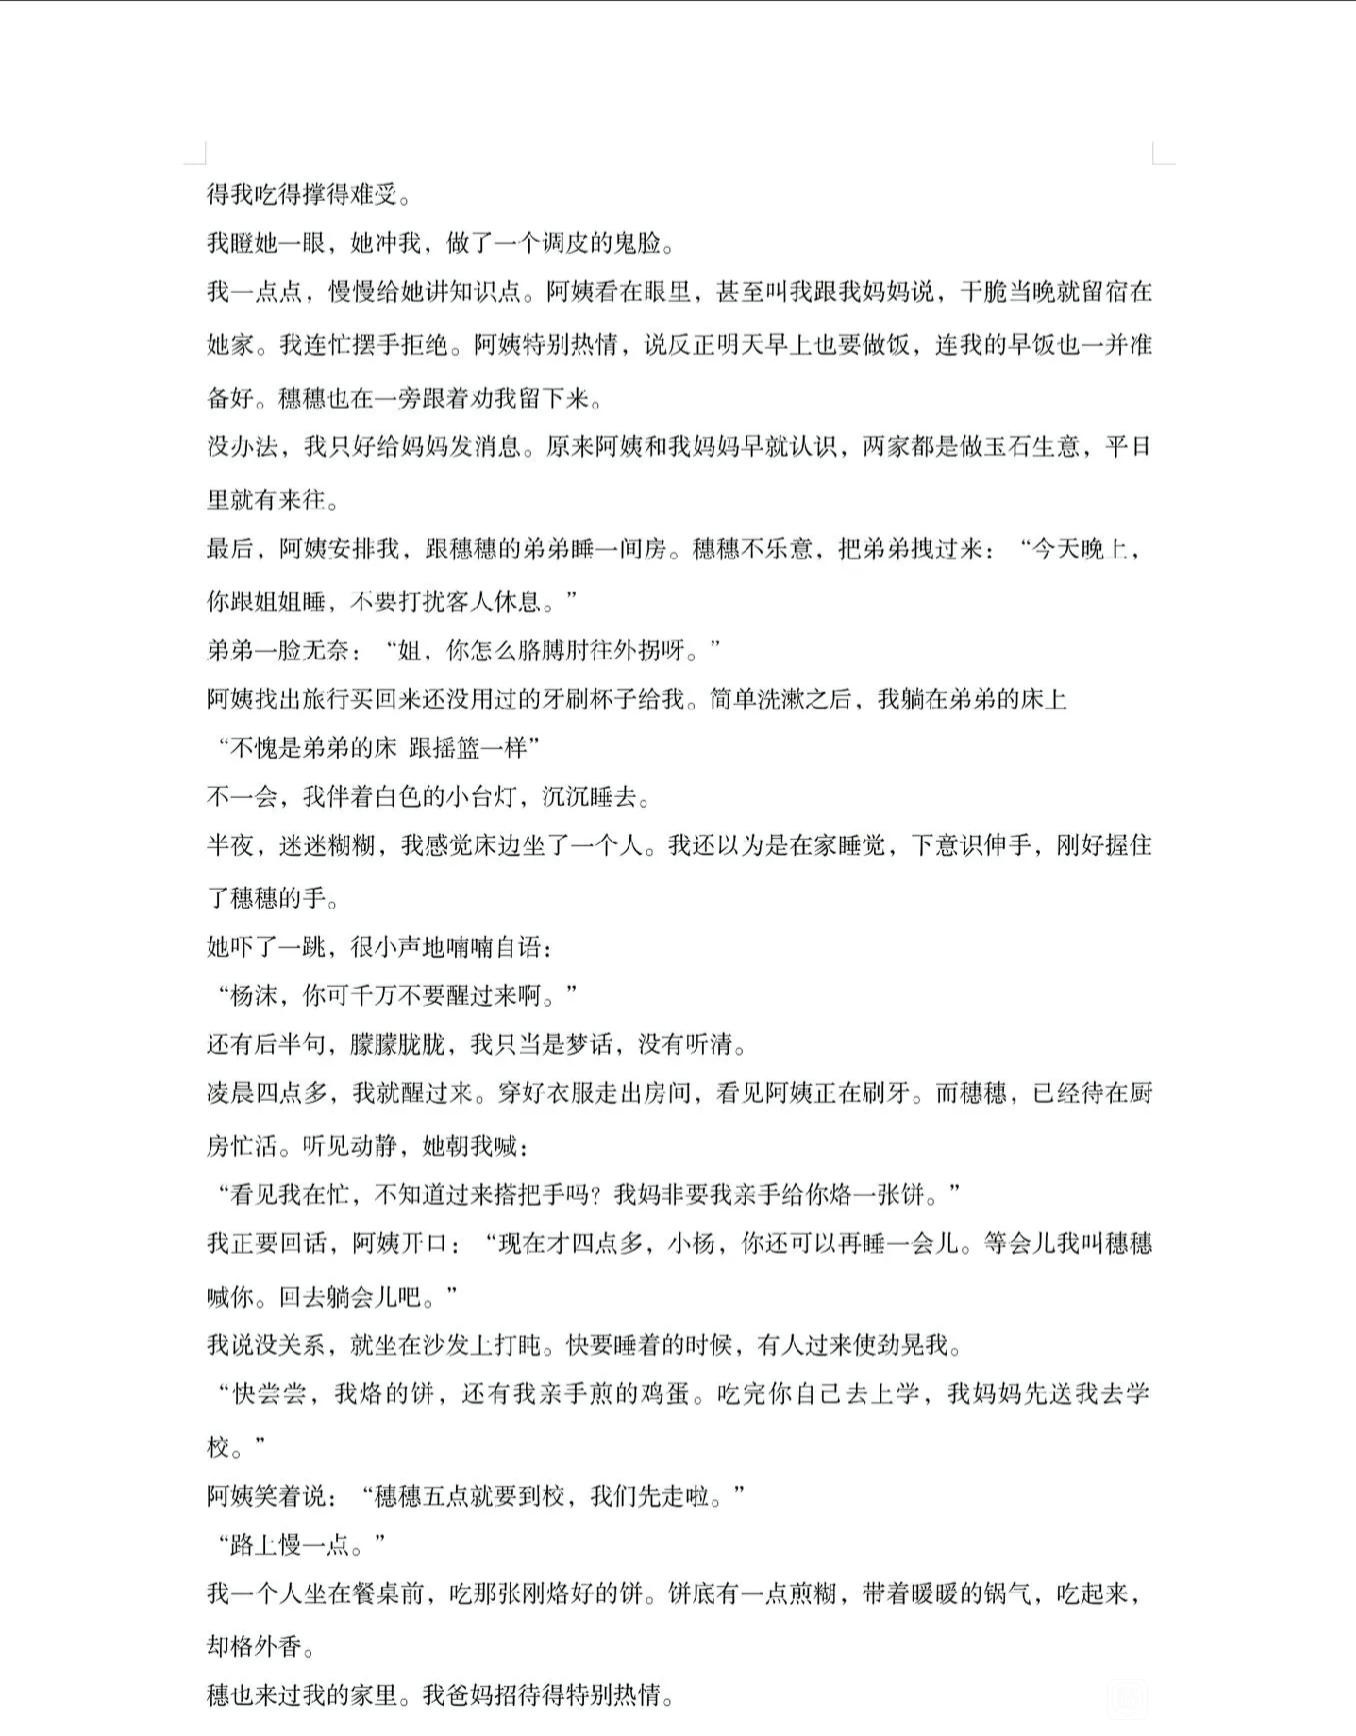 得我吃得撑得难受。
我瞪她一眼，她冲我，做了一个调皮的鬼脸。
我一点点，慢慢给她讲知识点。阿姨看在眼里，甚至叫我跟我妈妈说，干脆当晚就留宿在
她家。我连忙摆手拒绝。阿姨特别热情，说反正明天早上也要做饭，连我的早饭也一并准
备好。穗穗也在一旁跟着劝我留下来。
没办法，我只好给妈妈发消息。原来阿姨和我妈妈早就认识，两家都是做玉石生意，平日
里就有来往。
最后，阿姨安排我，跟穗穗的弟弟睡一间房。穗穗不乐意，把弟弟拽过来：“今天晚上，
你跟姐姐睡，不要打扰客人休息。”
弟弟一脸无奈：“姐，你怎么胳膊肘往外拐呀。”
阿姨找出旅行买回来还没用过的牙刷杯子给我。简单洗漱之后，我躺在弟弟的床上
“不愧是弟弟的床 跟摇篮一样”
不一会，我伴着白色的小台灯，沉沉睡去。
半夜，迷迷糊糊，我感觉床边坐了一个人。我还以为是在家睡觉，下意识伸手，刚好握住
了穗穗的手。
她吓了一跳，很小声地喃喃自语：
“杨沫，你可千万不要醒过来啊。”
还有后半句，朦朦胧胧，我只当是梦话，没有听清。
凌晨四点多，我就醒过来。穿好衣服走出房间，看见阿姨正在刷牙。而穗穗，已经待在厨
房忙活。听见动静，她朝我喊：
“看见我在忙，不知道过来搭把手吗？我妈非要我亲手给你烙一张饼。”
我正要回话，阿姨开口：“现在才四点多，小杨，你还可以再睡一会儿。等会儿我叫穗穗
喊你。回去躺会儿吧。”
我说没关系，就坐在沙发上打盹。快要睡着的时候，有人过来使劲晃我。
“快尝尝，我烙的饼，还有我亲手煎的鸡蛋。吃完你自己去上学，我妈妈先送我去学
校。”
阿姨笑着说：“穗穗五点就要到校，我们先走啦。”
“路上慢一点。”
我一个人坐在餐桌前，吃那张刚烙好的饼。饼底有一点煎糊，带着暖暖的锅气，吃起来，
却格外香。
穗也来过我的家里。我爸妈招待得特别热情。